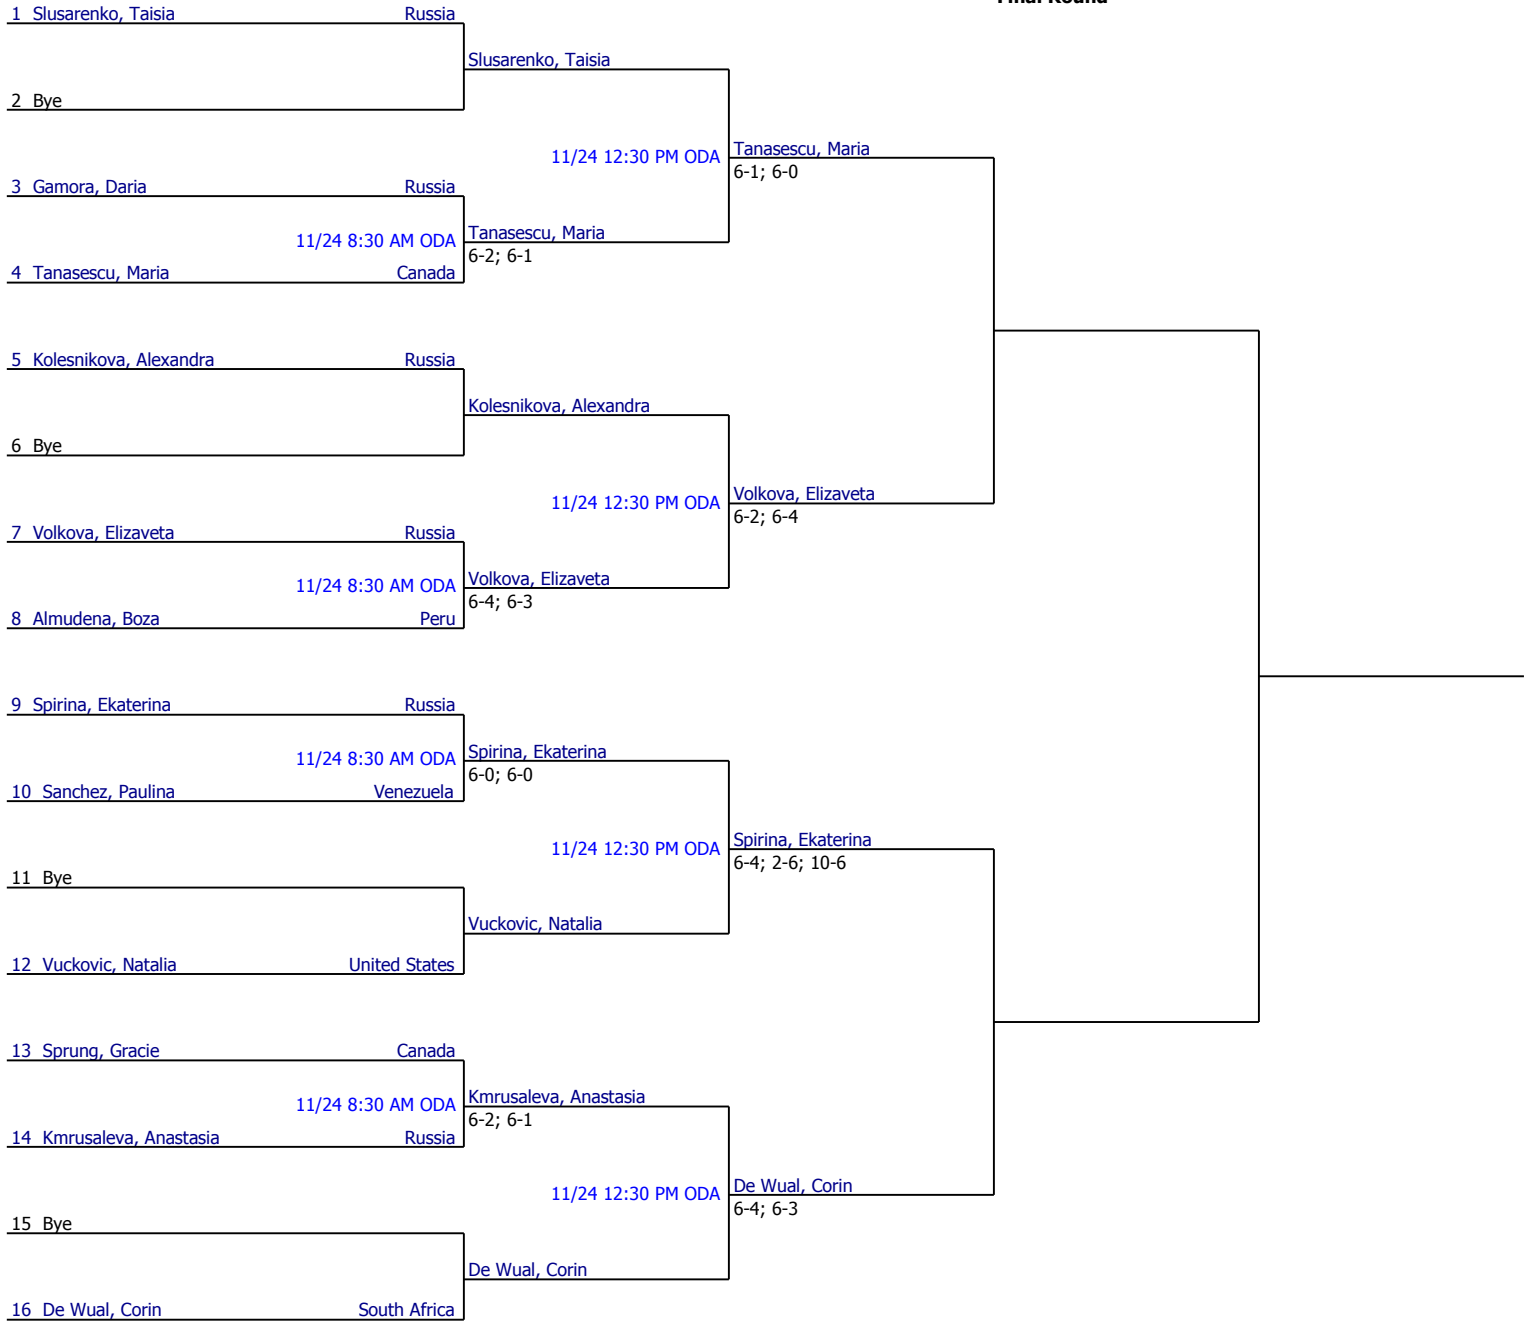 Final Round
1 Slusarenko, Taisia Russia
Slusarenko, Taisia
2 Bye
11/24 12:30 PM ODA Tanasescu, Maria
6-1; 6-0
3 Gamora, Daria Russia
11/24 8:30 AM ODA Tanasescu, Maria
6-2; 6-1
4 Tanasescu, Maria Canada
5 Kolesnikova, Alexandra Russia
Kolesnikova, Alexandra
6 Bye
11/24 12:30 PM ODA Volkova, Elizaveta
6-2; 6-4
7 Volkova, Elizaveta Russia
11/24 8:30 AM ODA Volkova, Elizaveta
6-4; 6-3
8 Almudena, Boza Peru
9 Spirina, Ekaterina Russia
11/24 8:30 AM ODA Spirina, Ekaterina
6-0; 6-0
10 Sanchez, Paulina Venezuela
11/24 12:30 PM ODA Spirina, Ekaterina
6-4; 2-6; 10-6
11 Bye
Vuckovic, Natalia
12 Vuckovic, Natalia United States
13 Sprung, Gracie Canada
11/24 8:30 AM ODA Kmrusaleva, Anastasia
6-2; 6-1
14 Kmrusaleva, Anastasia Russia
11/24 12:30 PM ODA De Wual, Corin
6-4; 6-3
15 Bye
De Wual, Corin
16 De Wual, Corin South Africa